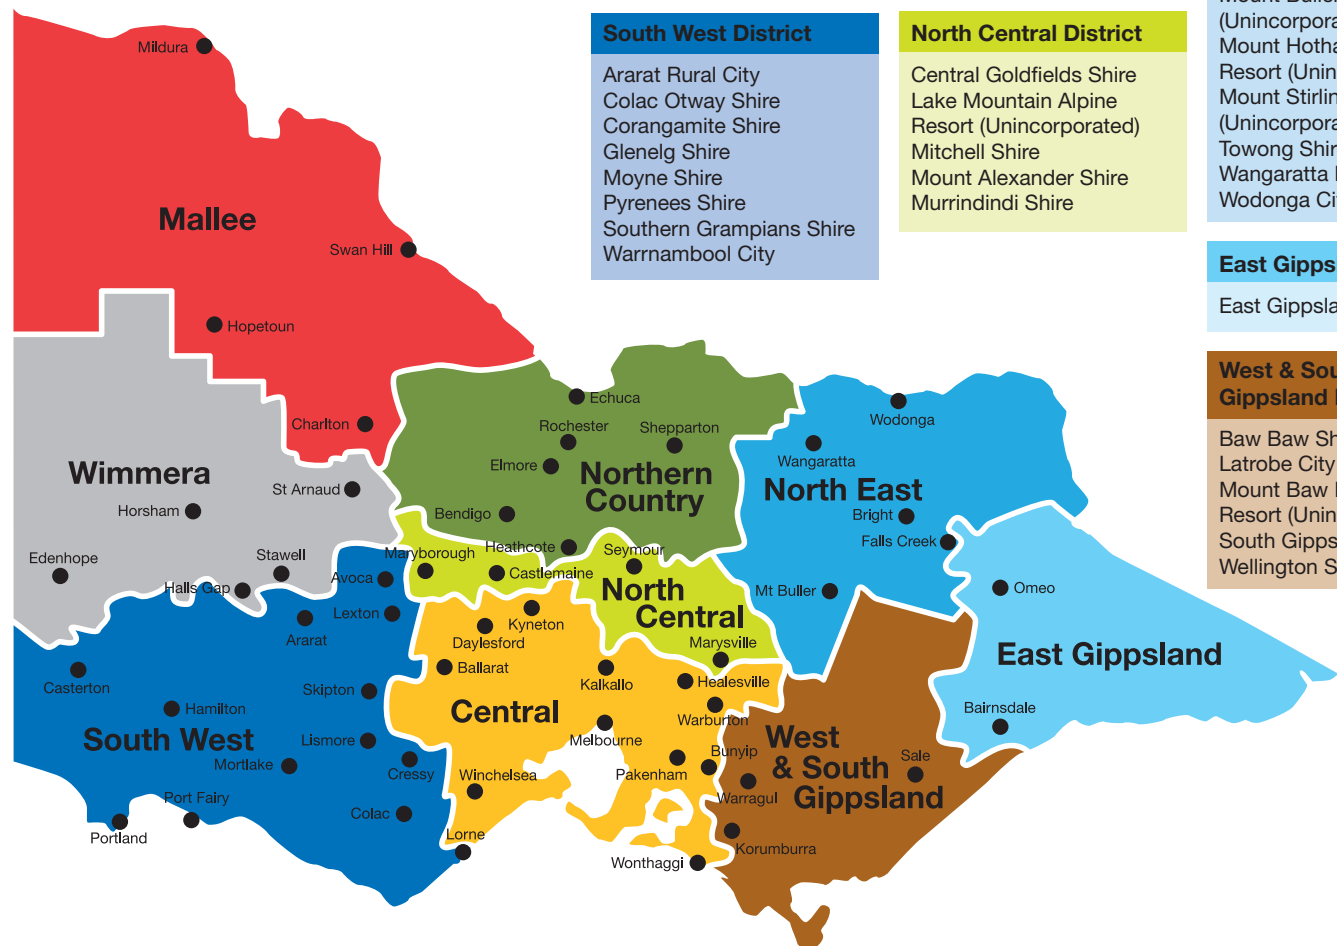 South West District
Ararat Rural City
Colac Otway Shire
Corangamite Shire
Glenelg Shire
Moyne Shire
Pyrenees Shire
Southern Grampians Shire
Warrnambool City
North Central District
Central Goldfields Shire
Lake Mountain Alpine
Resort (Unincorporated)
Mitchell Shire
Mount Alexander Shire
Murrindindi Shire
Mount
(Unincorpora
Mount Hotha
Resort (Unin
Mount Stirlin
(Unincorpora
Towong Shir
Wangaratta
Wodonga Ci
East Gipps
East Gippsla
West & Sou
Gippsland
Baw Baw Sh
Latrobe City
Mount Baw
Resort (Unin
South Gipps
Wellington S
Mildura
Mallee
Swan Hill
Hopetoun
Charlton
Wimmera
St Arnaud
Horsham
Edenhope
Stawell
Halls Gap
Echuca
Rochester
Shepparton
Elmore
Northern
Country
Bendigo
Heathcote
Wodonga
Wangaratta
North East
Bright
Falls Creek
Mt Buller
Maryborough
Castlemaine
Seymour
North
Central
Marysville
Omeo
East Gippsland
Bairnsdale
Avoca
Lexton
Ararat
Casterton
Skipton
Hamilton
South West
Lismore
Mortlake
Cressy
Port Fairy
Portland
Colac
Kyneton
Daylesford
Ballarat
Kalkallo
Healesville
Central
Warburton
Melbourne
Bunyip
Pakenham
Winchelsea
Lorne
Wonthaggi
West
& South
Gippsland
Sale
Warragul
Korumburra